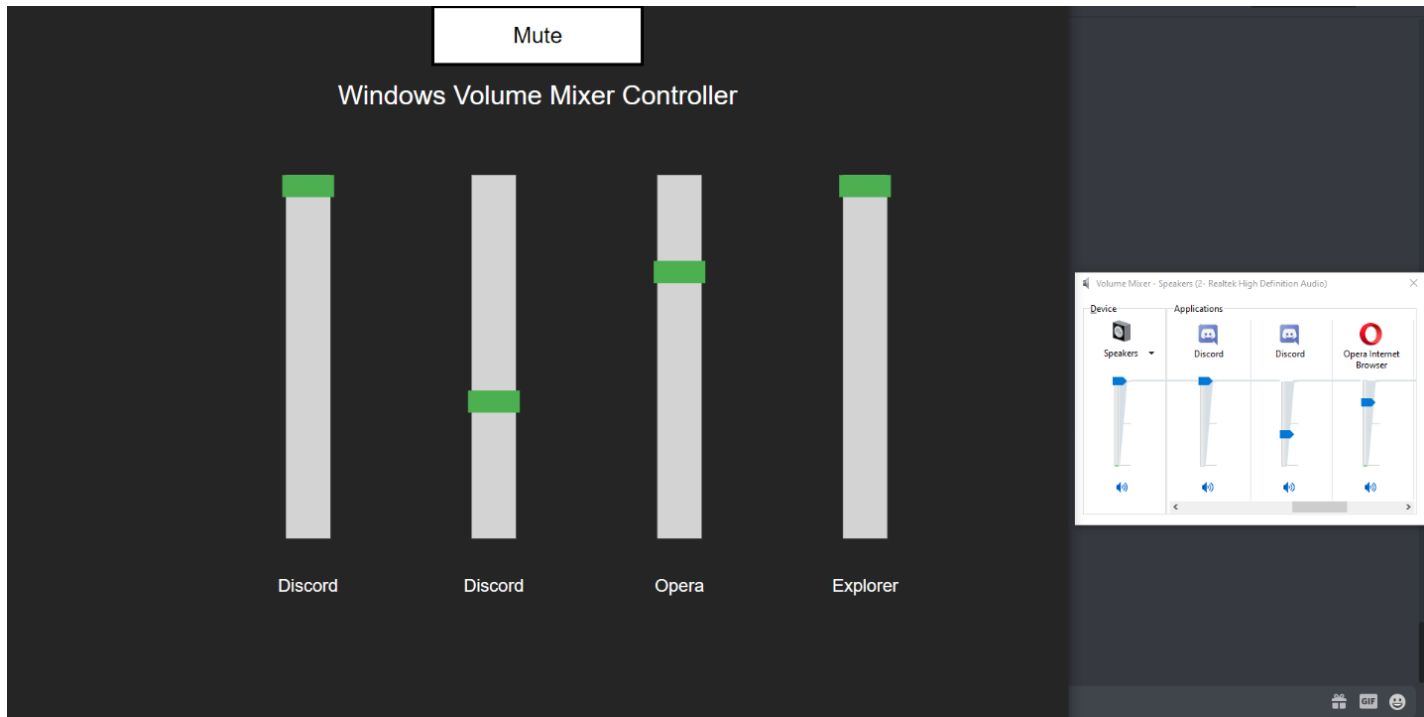 Mute
Windows Volume Mixer Controller
Discord
Discord
Opera
Explorer
Volume Mixer - Speakers (2- Realtek High Definition Audio)
Device
Applications
Speakers
Discord
Discord
Opera Internet
Browser
GIF